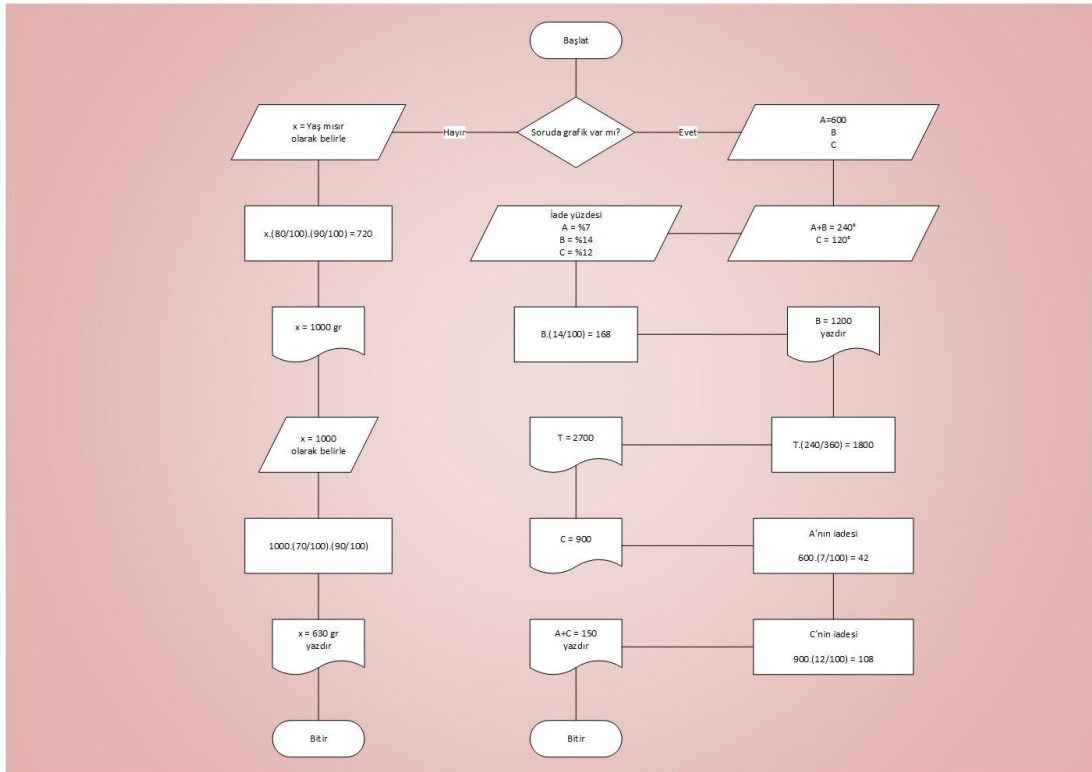 Başlat
Soruda grafik var mı?
Hayır
Evet
x = Yaş mısır
olarak belirle
x.(80/100).(90/100) = 720
x = 1000 gr
x = 1000
olarak belirle
1000.(70/100).(90/100)
x = 630 gr
yazdır
Bitir
A=600
B
C
A+B = 240°
C = 120°
İade yüzdesi
A = %7
B = %14
C = %12
B.(14/100) = 168
B = 1200
yazdır
T.(240/360) = 1800
T = 2700
C = 900
A'nın iadesi
600.(7/100) = 42
C'nin iadesi
900.(12/100) = 108
A+C = 150
yazdır
Bitir